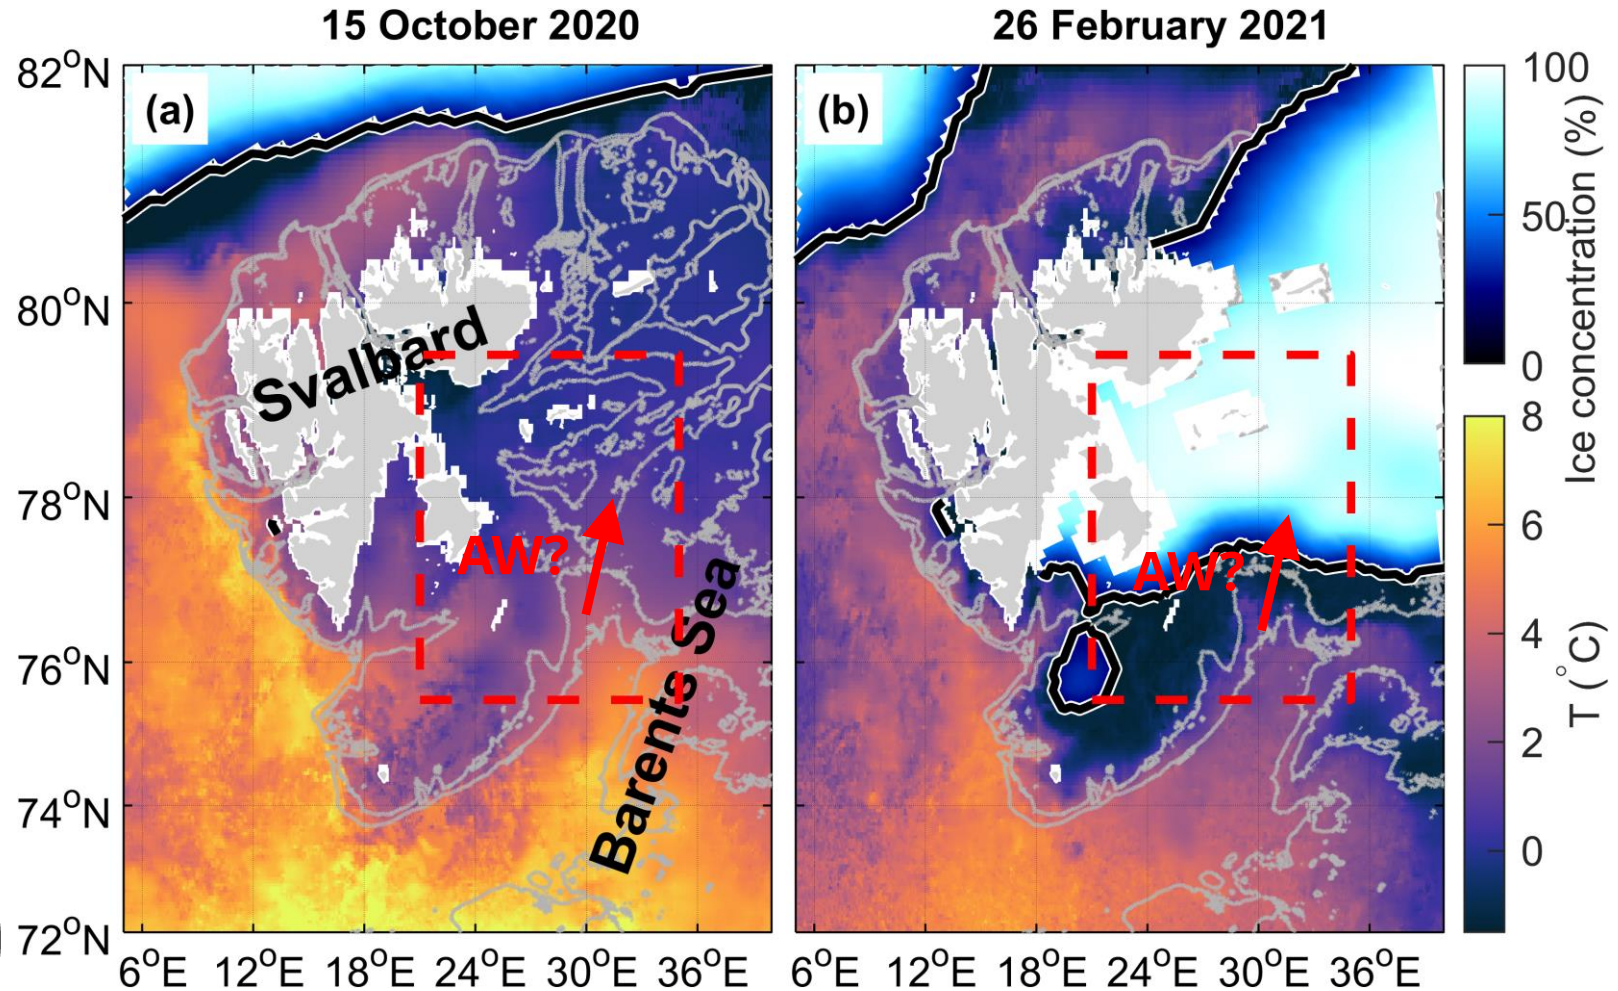 15 October 2020
26 February 2021
82°N
80°N
78°N
76°N
74°N
72°N
(a)
(b)
Svalbard
AW?
Barents Sea
AW?
6°E 12°E 18°E 24°E 30°E 36°E
6°E 12°E 18°E 24°E 30°E 36°E
100
50
0
Ice concentration (%)
8
6
4
2
0
T (°C)